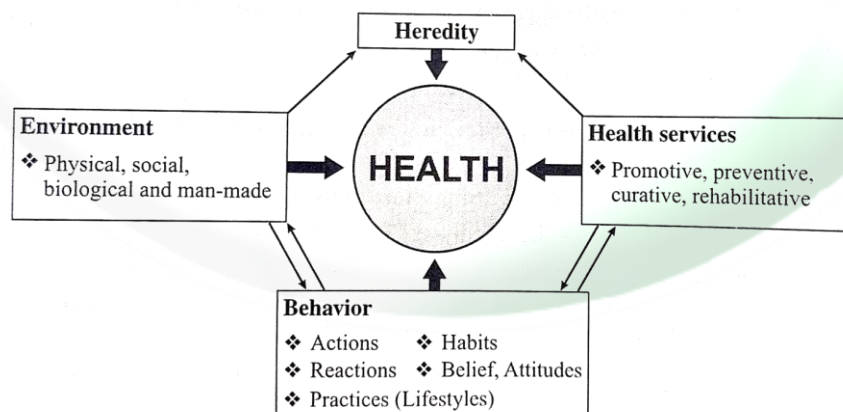 Heredity
Environment
❖ Physical, social,
biological and man-made
HEALTH
Health services
❖ Promotive, preventive,
curative, rehabilitative
Behavior
❖ Actions ❖ Habits
❖ Reactions ❖ Belief, Attitudes
❖ Practices (Lifestyles)